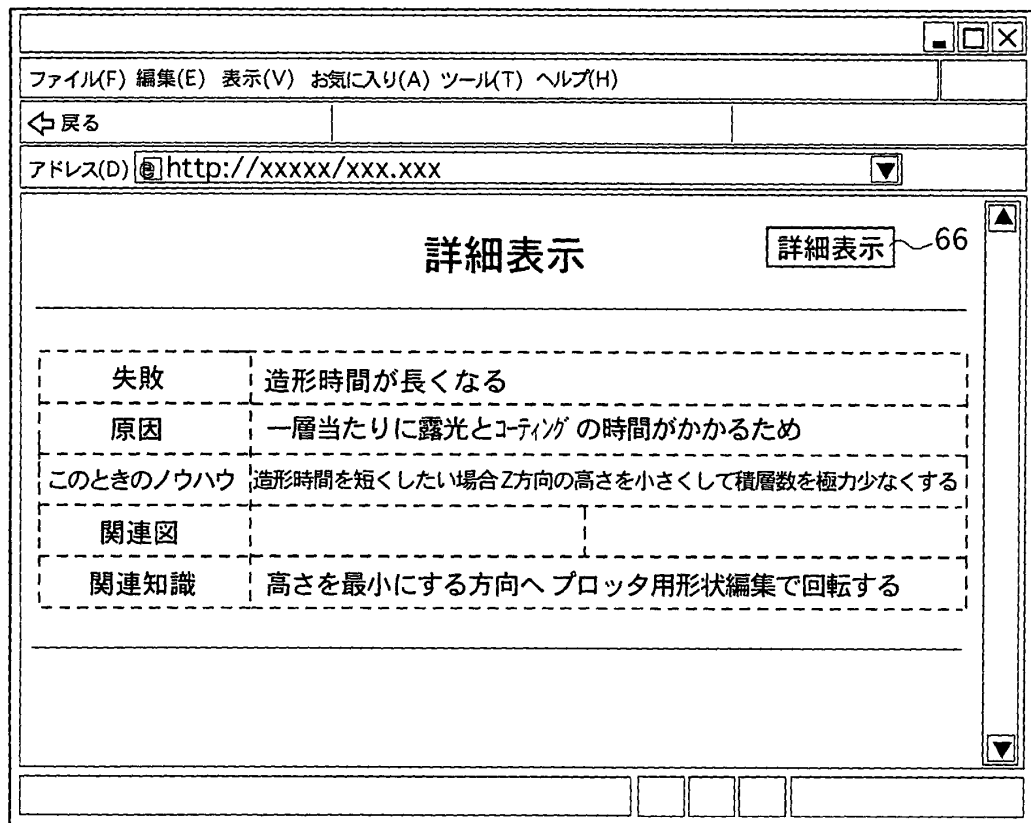 ファイル(F) 編集(E) 表示(V) お気に入り(A) ツール(T) ヘルプ(H)
戻る
アドレス(D) http://xxxxx/xxx.xxx
詳細表示
詳細表示 66
失敗 造形時間が長くなる
原因 一層当たりに露光とコーティングの時間がかかるため
このときのノウハウ 造形時間を短くしたい場合Z方向の高さを小さくして積層数を極力少なくする
関連図
関連知識 高さを最小にする方向へ プロッタ用形状編集で回転する